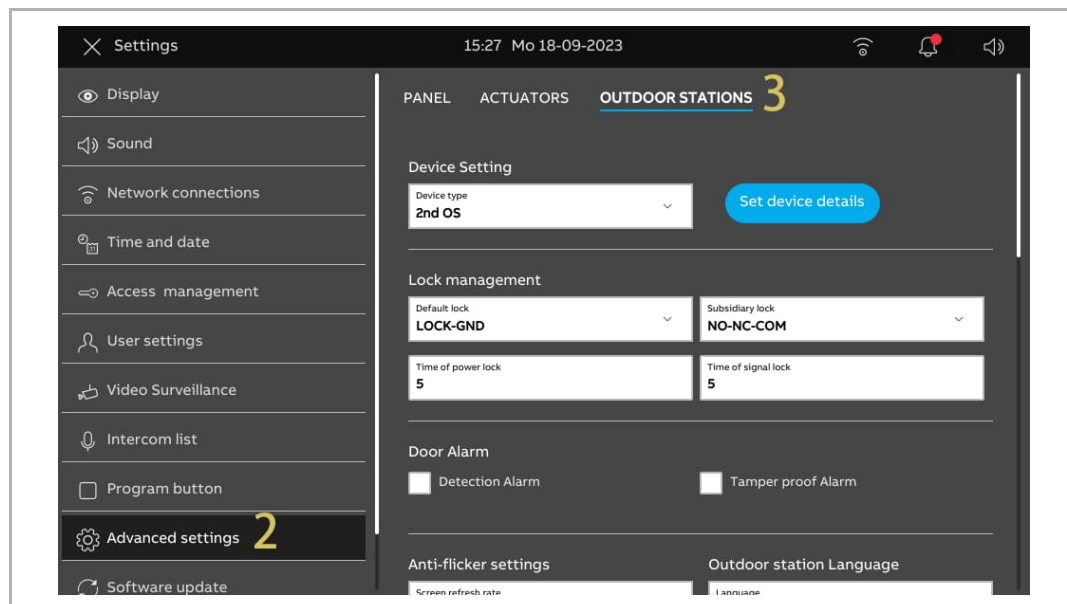 Settings
15:27 Mo 18-09-2023
Display
Sound
Network connections
Time and date
Access management
User settings
Video Surveillance
Intercom list
Program button
Advanced settings 2
Software update
PANEL ACTUATORS OUTDOOR STATIONS 3
Device Setting
Device type
2nd OS
Set device details
Lock management
Default lock
LOCK-GND
Subsidiary lock
NO-NC-COM
Time of power lock
5
Time of signal lock
5
Door Alarm
Detection Alarm
Tamper proof Alarm
Anti-flicker settings
Screen refresh rate
Outdoor station Language
Language